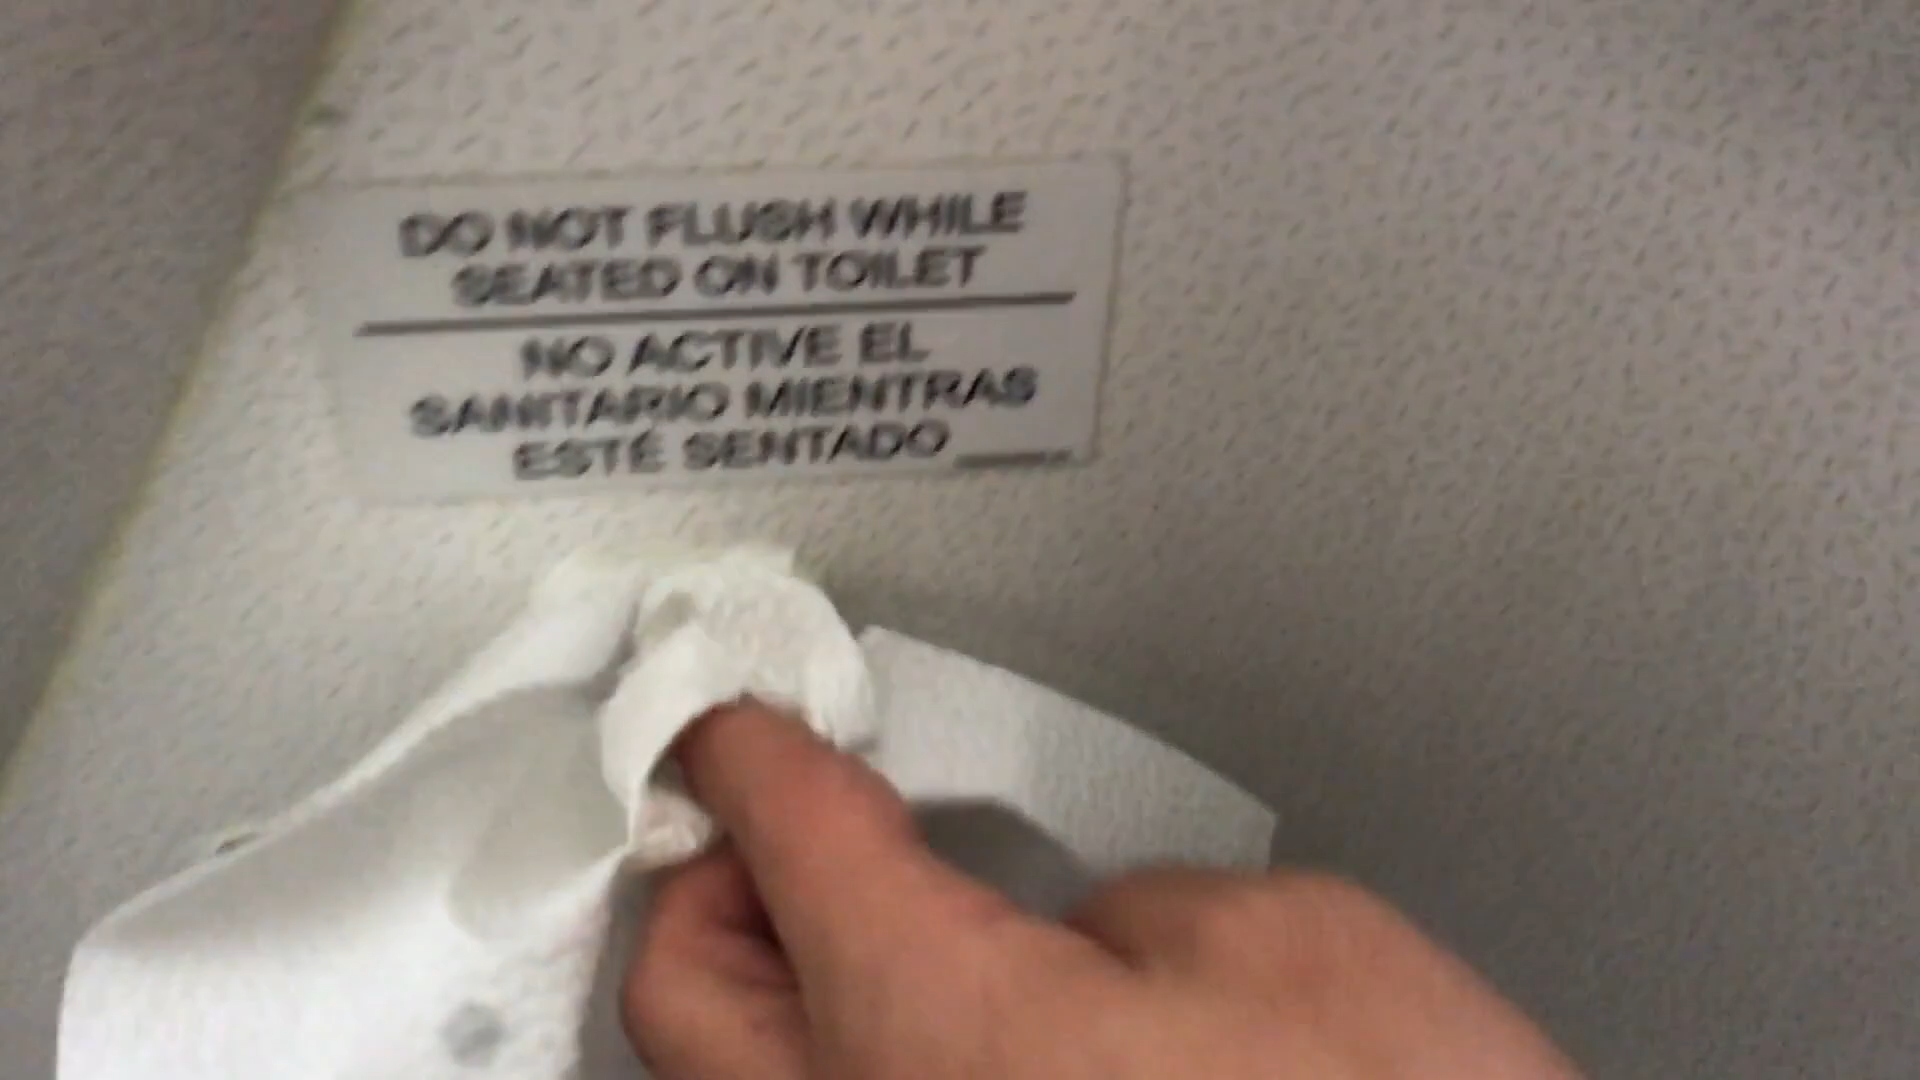 DO NOT FLUSH WHILE
SEATED ON TOILET
NO ACTIVE EL
SANITARIO MIENTRAS
ESTÉ SENTADO